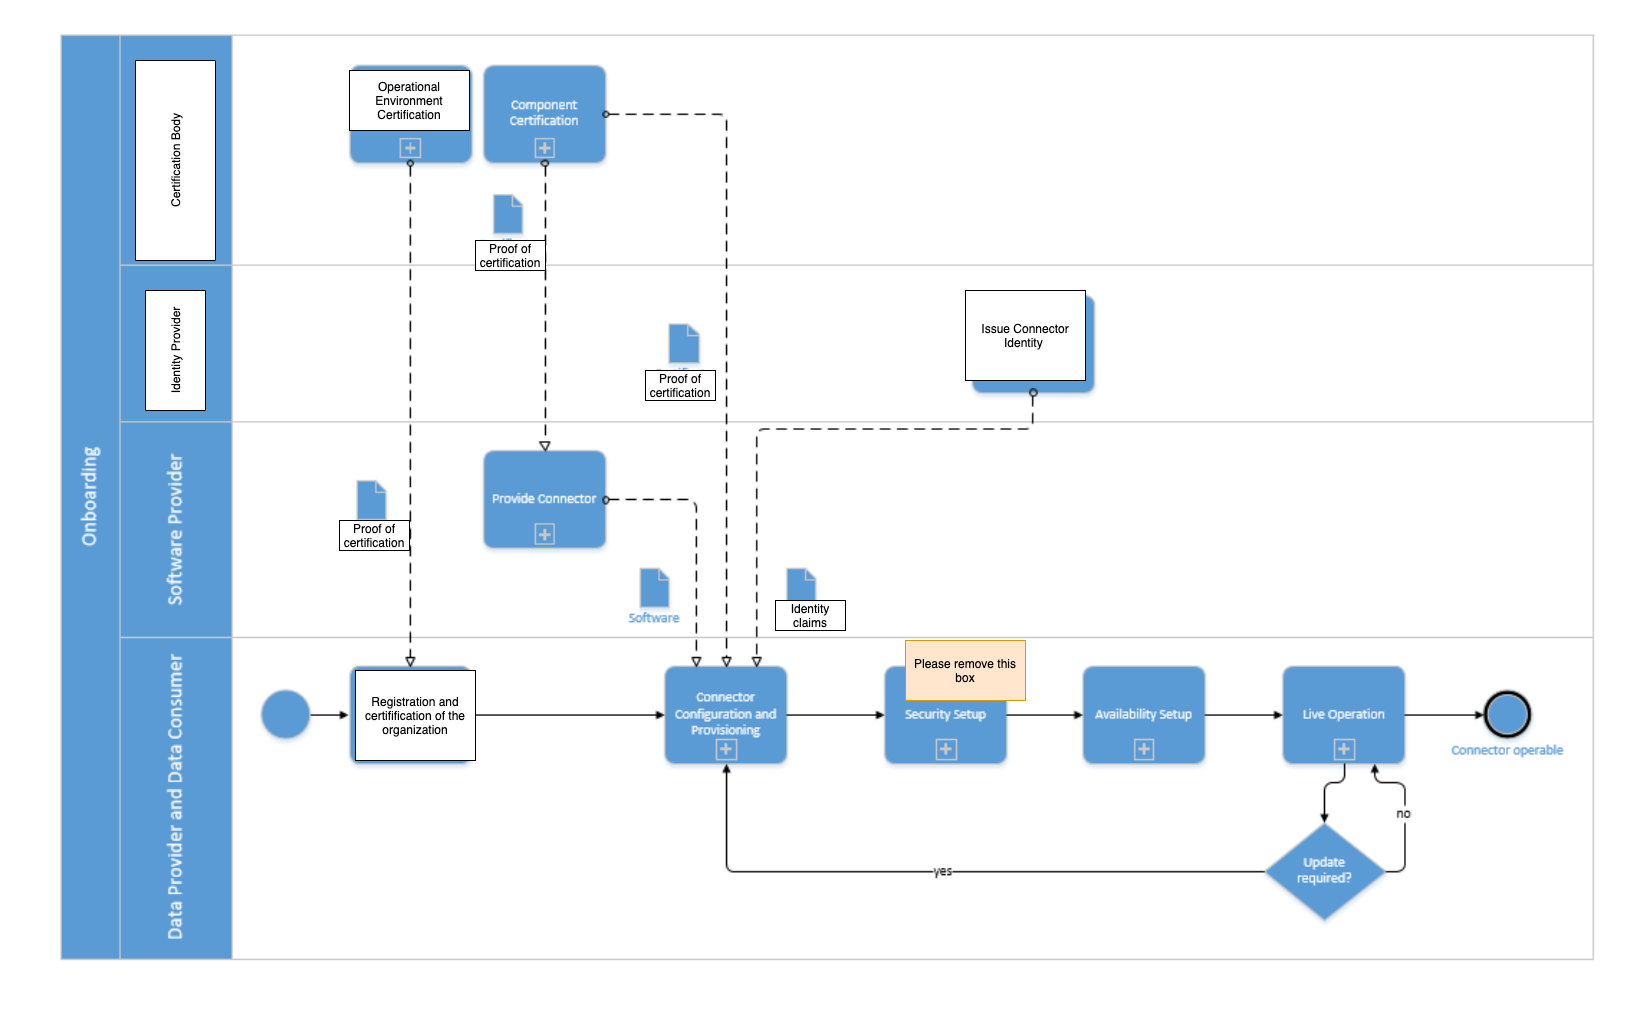 Onboarding
Certification Body
Operational
Environment
Certification
Component
Certification
Proof of
certification
Identity Provider
Proof of
certification
Issue Connector
Identity
Software Provider
Provide Connector
Proof of
certification
Software
Identity
claims
Data Provider and Data Consumer
Registration and
certifification of the
organization
Connector
Configuration and
Provisioning
Please remove this
box
Security Setup
Availability Setup
Live Operation
Connector operable
no
Update
required?
yes